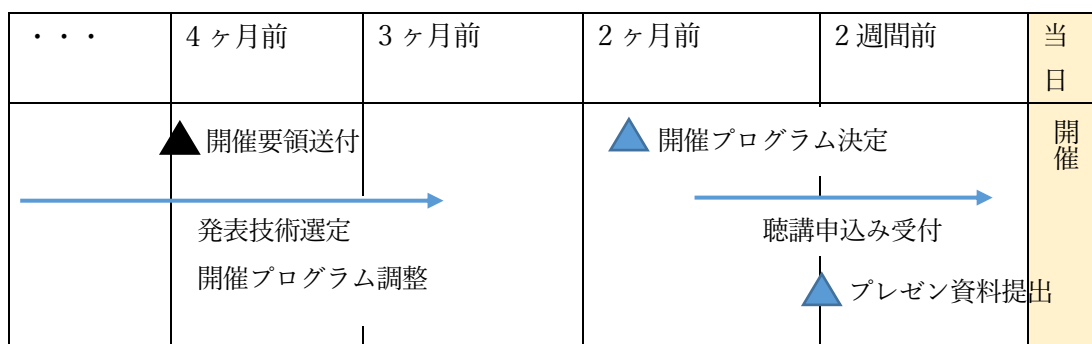 ・・・
４ヶ月前
３ヶ月前
２ヶ月前
２週間前
当日
開催要領送付
開催プログラム決定
開催
発表技術選定
聴講申込み受付
開催プログラム調整
プレゼン資料提出